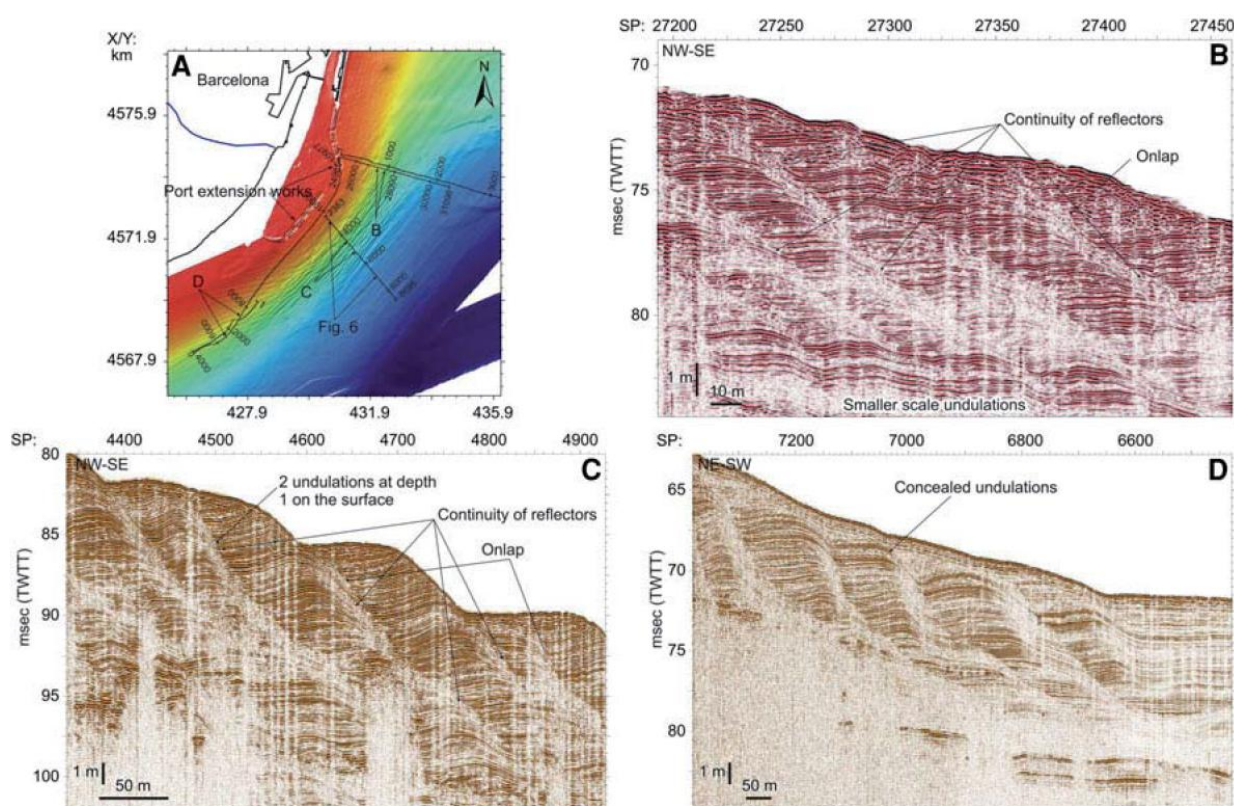 X/Y:
km
A
Barcelona
N
4575.9
4571.9
4567.9
Port extension works
1000
2000
B
C
D
Fig. 6
4000
427.9
431.9
435.9
SP:
27200
27250
27300
27350
27400
27450
NW-SE
B
70
75
80
msec (TWTT)
Continuity of reflectors
Onlap
1 m
10 m
Smaller scale undulations
SP:
4400
4500
4600
4700
4800
4900
NW-SE
C
80
85
90
95
100
msec (TWTT)
2 undulations at depth
1 on the surface
Continuity of reflectors
Onlap
1 m
50 m
SP:
7200
7000
6800
6600
NE-SW
D
65
70
75
80
msec (TWTT)
Concealed undulations
1 m
50 m